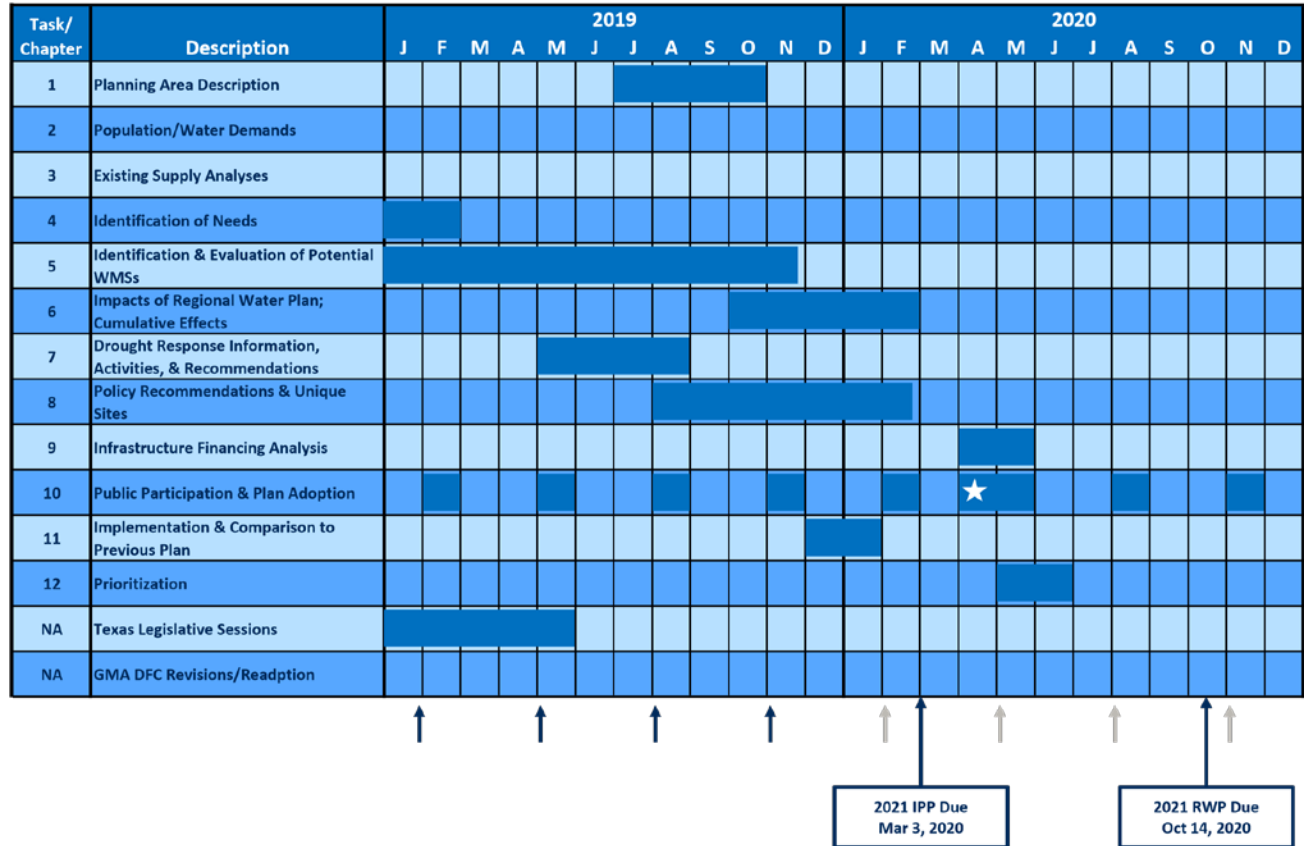 Task/
Chapter
Description
2019
2020
J F M A M J J A S O N D J F M A M J J A S O N D
1 Planning Area Description
2 Population/Water Demands
3 Existing Supply Analyses
4 Identification of Needs
5 Identification & Evaluation of Potential
WMSs
6 Impacts of Regional Water Plan;
Cumulative Effects
7 Drought Response Information,
Activities, & Recommendations
8 Policy Recommendations & Unique
Sites
9 Infrastructure Financing Analysis
10 Public Participation & Plan Adoption
11 Implementation & Comparison to
Previous Plan
12 Prioritization
NA Texas Legislative Sessions
NA GMA DFC Revisions/Readption
2021 IPP Due
Mar 3, 2020
2021 RWP Due
Oct 14, 2020